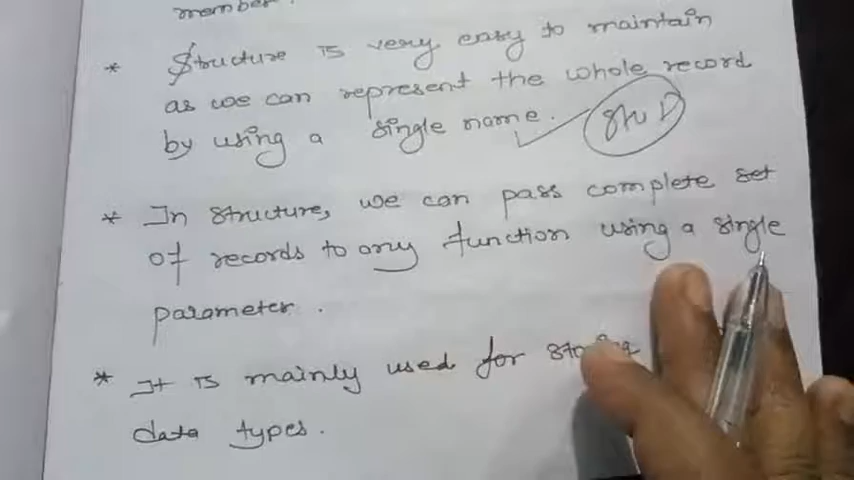 member.
* Structure is very easy to maintain
as we can represent the whole record
by using a single name.
* In structure, we can pass complete set
of records to any function using a single
parameter.
* It is mainly used for
data types.